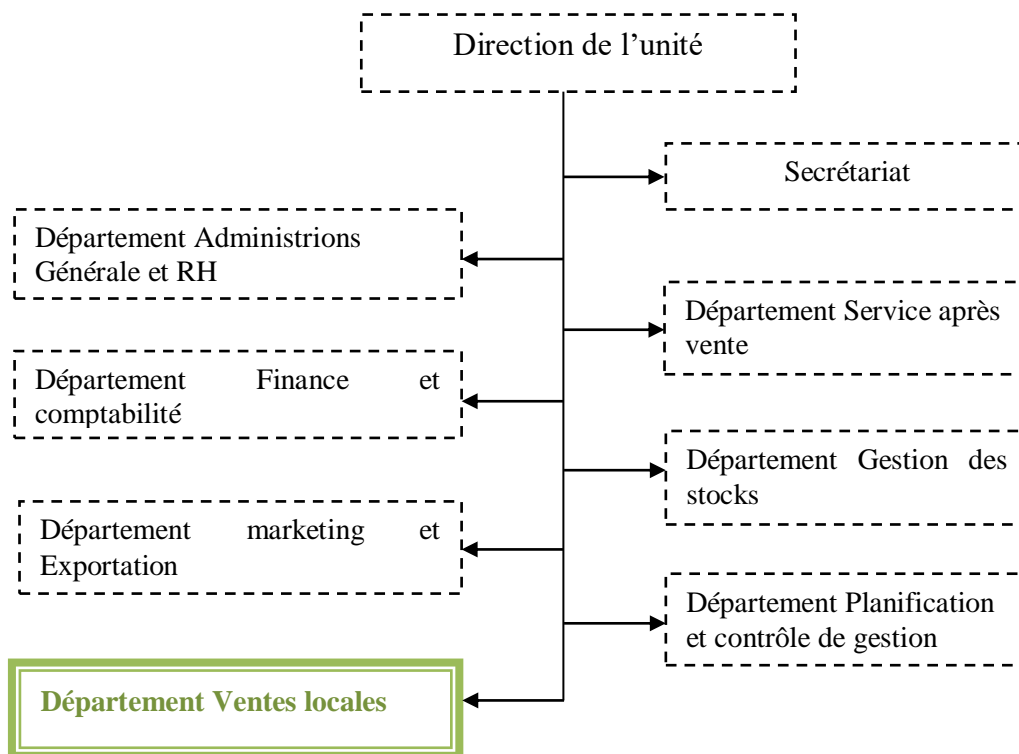 Direction de l’unité
Secrétariat
Département Administrions
Générale et RH
Département Service après
vente
Département Finance et
comptabilité
Département Gestion des
stocks
Département marketing et
Exportation
Département Planification
et contrôle de gestion
Département Ventes locales